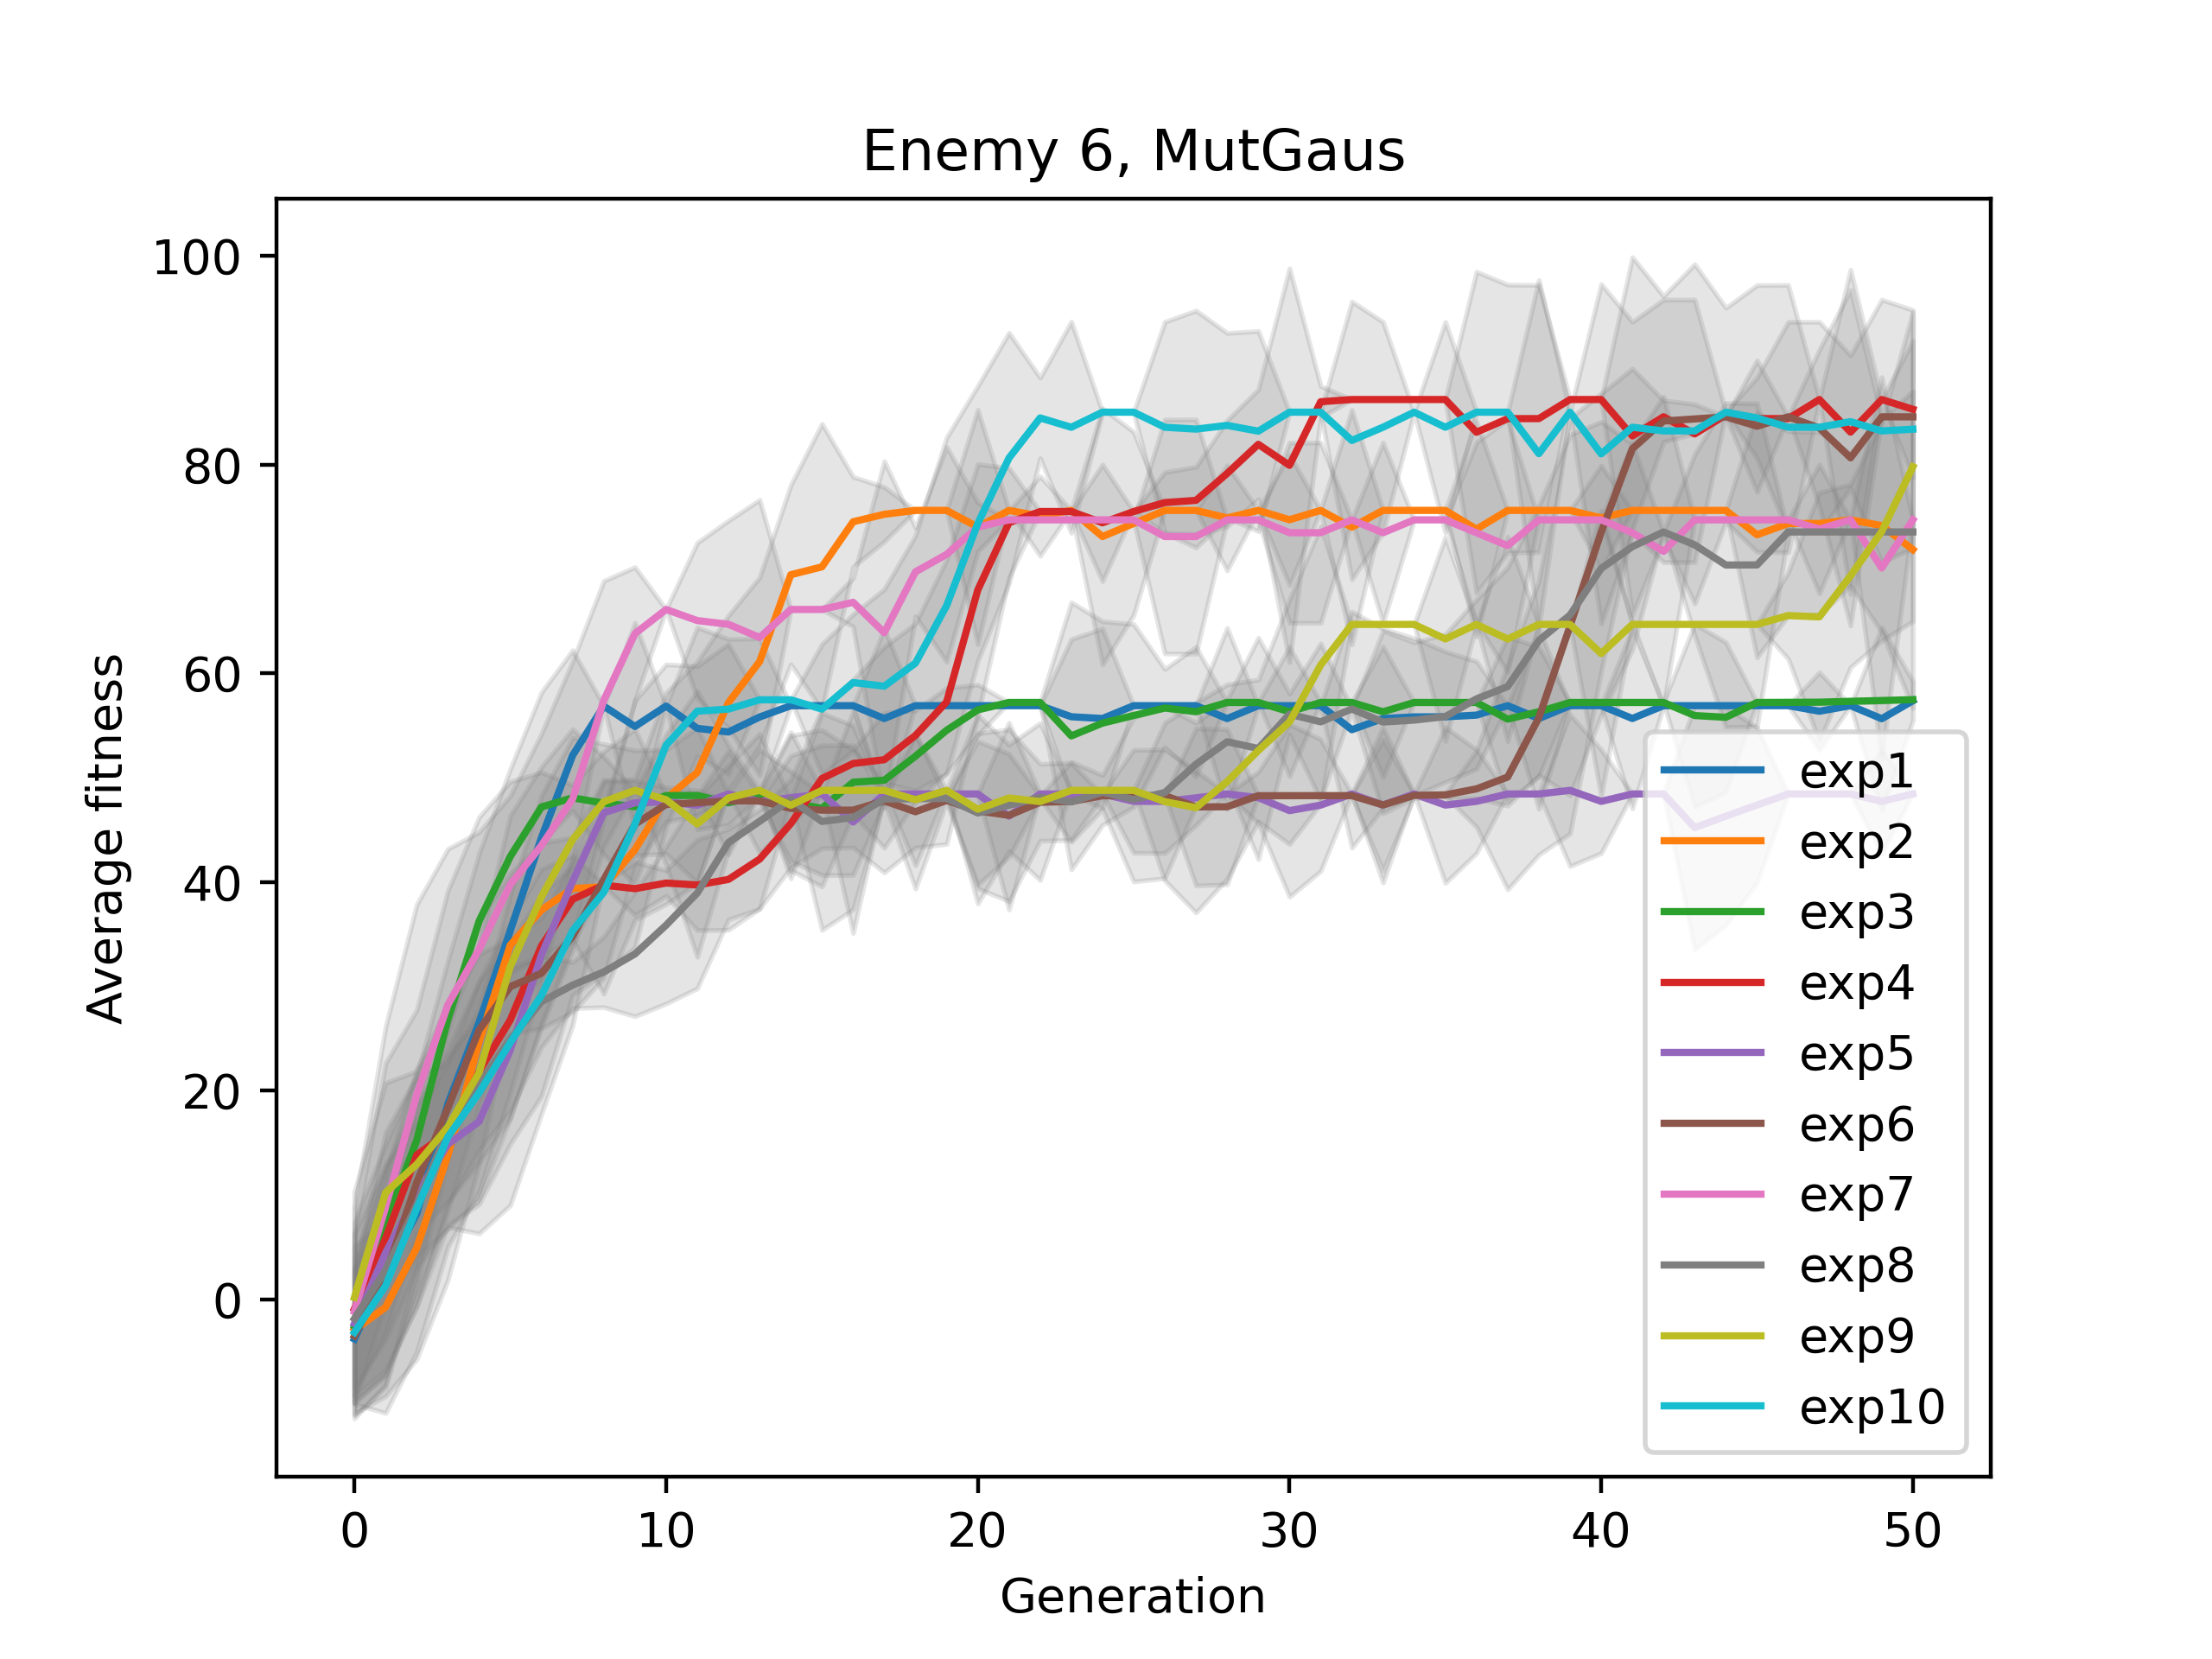 Enemy 6, MutGaus
100
80
60
40
20
0
Average fitness
0 10 20 30 40 50
Generation
exp1
exp2
exp3
exp4
exp5
exp6
exp7
exp8
exp9
exp10